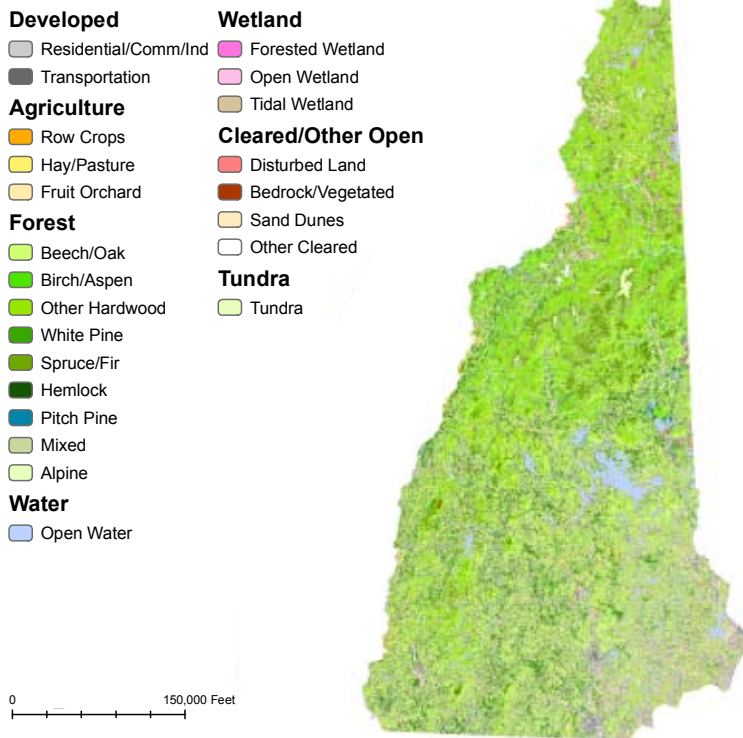 Developed
Residential/Comm/Ind
Transportation
Agriculture
Row Crops
Hay/Pasture
Fruit Orchard
Forest
Beech/Oak
Birch/Aspen
Other Hardwood
White Pine
Spruce/Fir
Hemlock
Pitch Pine
Mixed
Alpine
Water
Open Water
Wetland
Forested Wetland
Open Wetland
Tidal Wetland
Cleared/Other Open
Disturbed Land
Bedrock/Vegetated
Sand Dunes
Other Cleared
Tundra
Tundra
0 150,000 Feet